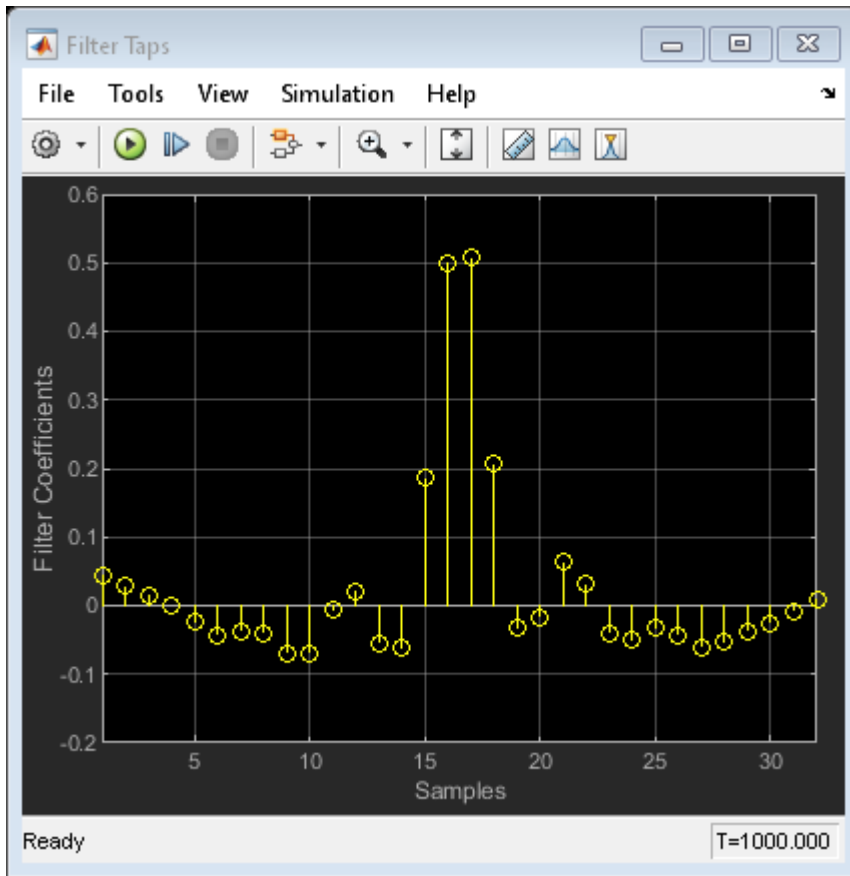 Filter Taps
File Tools View Simulation Help
0.6
0.5
0.4
0.3
0.2
0.1
0
-0.1
-0.2
Filter Coefficients
5 10 15 20 25 30
Samples
Ready T=1000.000